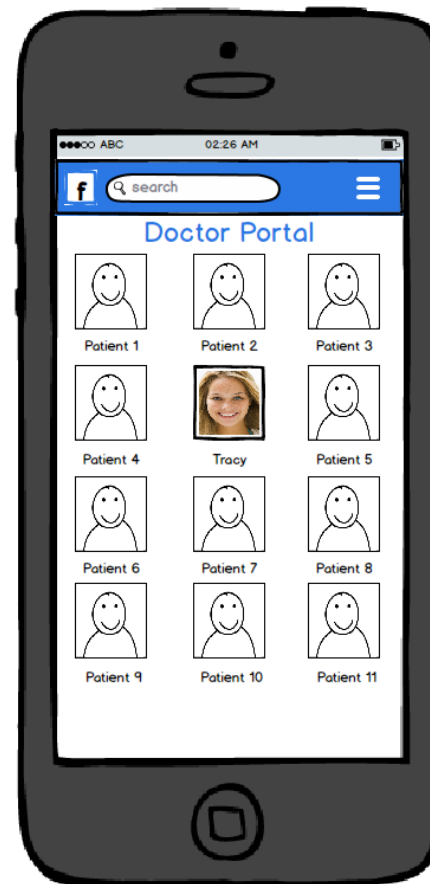 ABC 02:26 AM
f search
Doctor Portal
Patient 1 Patient 2 Patient 3
Patient 4 Tracy Patient 5
Patient 6 Patient 7 Patient 8
Patient 9 Patient 10 Patient 11